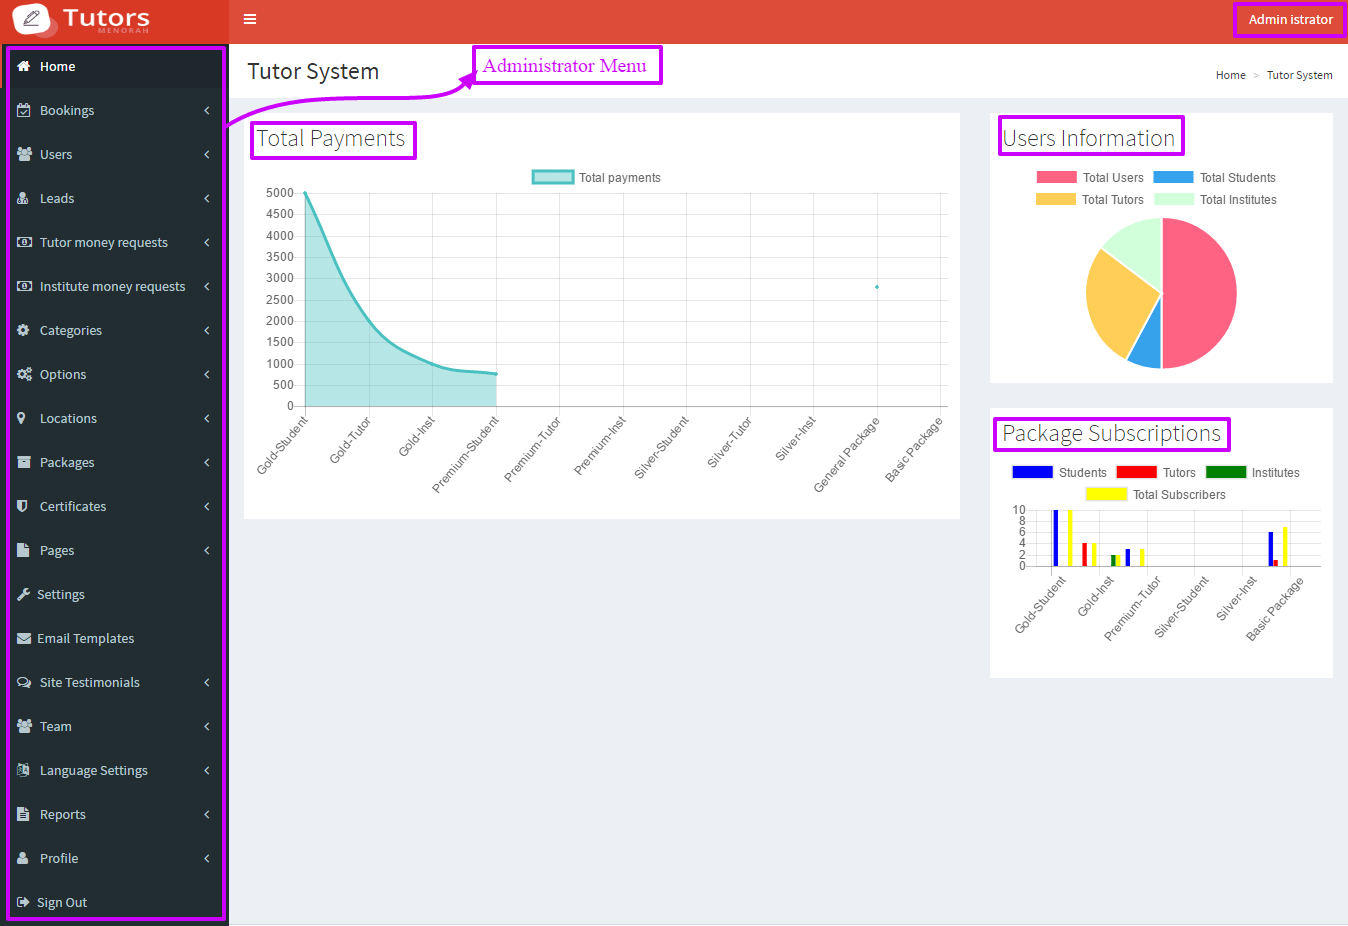 Tutors
MENORAH
Admin istrator
Home
Bookings
Users
Leads
Tutor money requests
Institute money requests
Categories
Options
Locations
Packages
Certificates
Pages
Settings
Email Templates
Site Testimonials
Team
Language Settings
Reports
Profile
Sign Out
Tutor System
Administrator Menu
Home > Tutor System
Total Payments
Total payments
5000
4500
4000
3500
3000
2500
2000
1500
1000
500
0
Gold-Student
Gold-Tutor
Gold-Inst
Premium-Student
Premium-Tutor
Premium-Inst
Silver-Student
Silver-Tutor
Silver-Inst
General Package
Basic Package
Users Information
Total Users Total Students
Total Tutors Total Institutes
Package Subscriptions
Students Tutors Institutes
Total Subscribers
10
8
6
4
2
0
Gold-Student
Gold-Inst
Premium-Tutor
Silver-Student
Silver-Inst
Basic Package